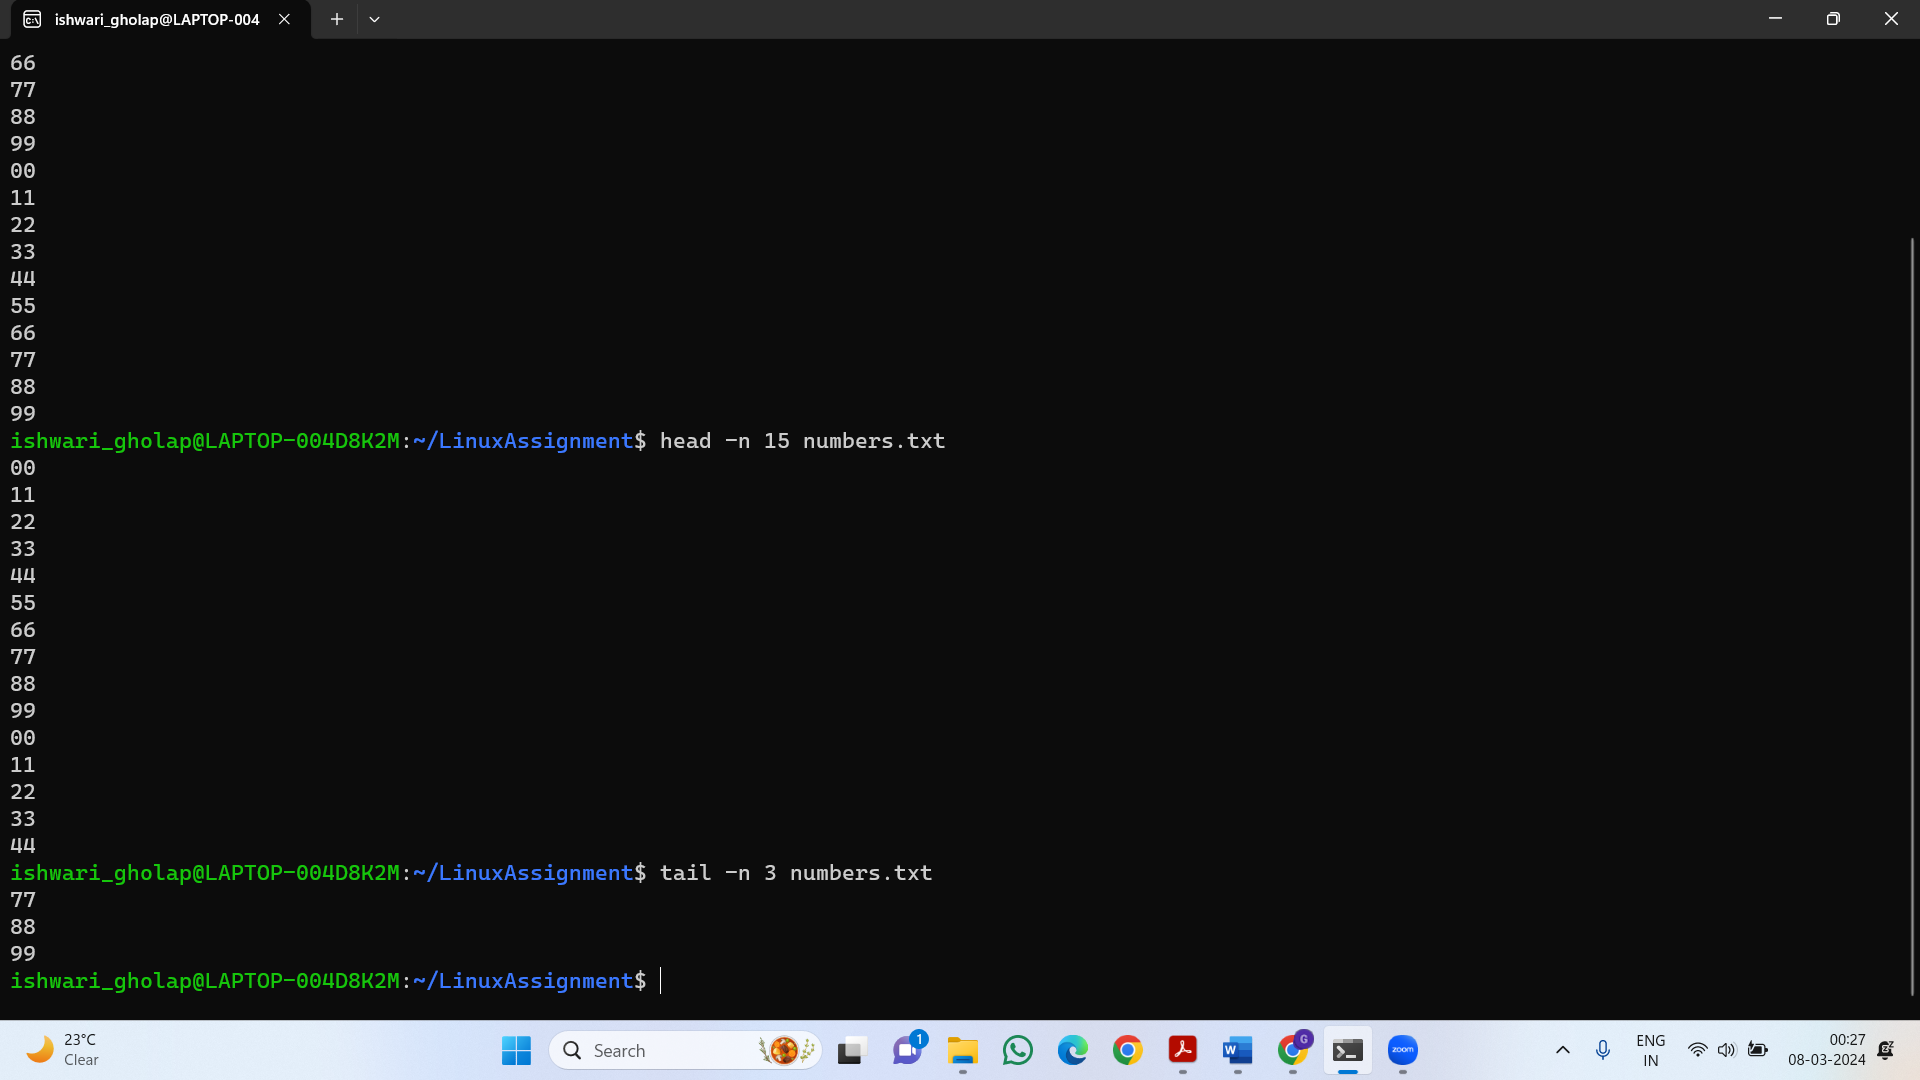 ishwari_gholap@LAPTOP-004
66
77
88
99
00
11
22
33
44
55
66
77
88
99
ishwari_gholap@LAPTOP-004D8K2M:~/LinuxAssignment$ head -n 15 numbers.txt
00
11
22
33
44
55
66
77
88
99
00
11
22
33
44
ishwari_gholap@LAPTOP-004D8K2M:~/LinuxAssignment$ tail -n 3 numbers.txt
77
88
99
ishwari_gholap@LAPTOP-004D8K2M:~/LinuxAssignment$
23°C
Clear
Search
1
W
G
zoom
ENG
IN
00:27
08-03-2024